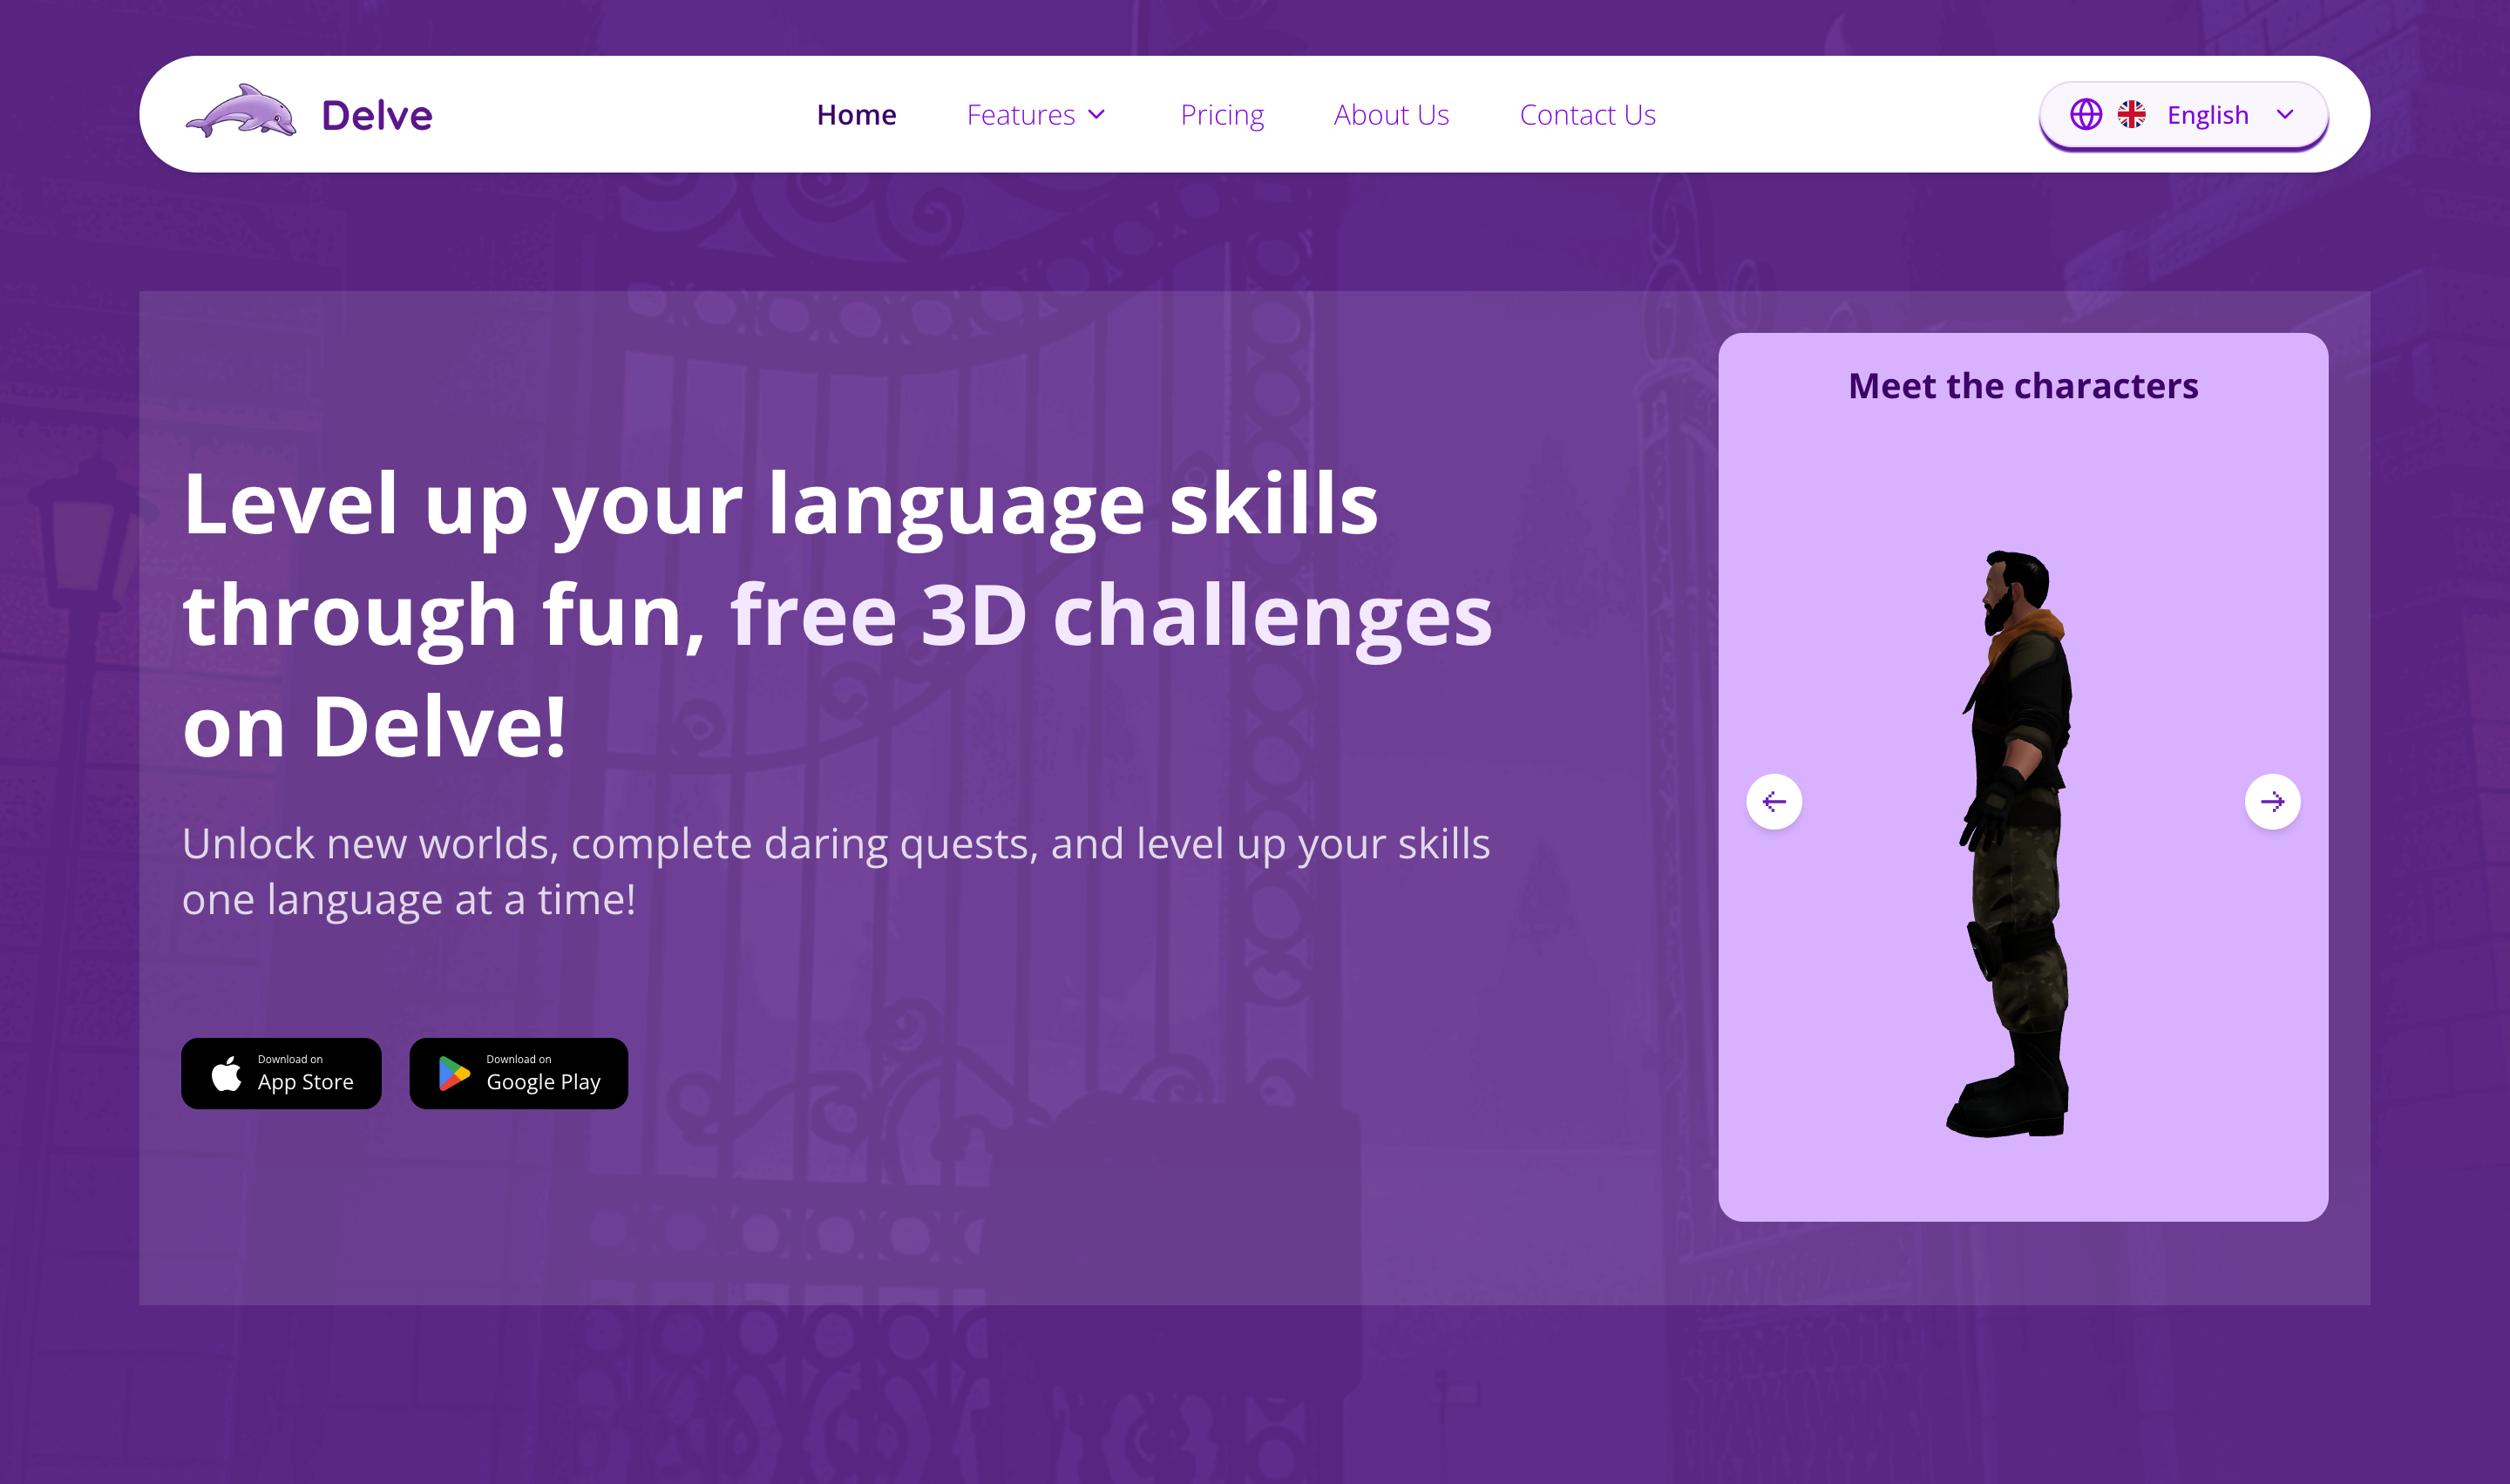 Delve
Home
Features
Pricing
About Us
Contact Us
English
Level up your language skills
through fun, free 3D challenges
on Delve!
Unlock new worlds, complete daring quests, and level up your skills
one language at a time!
Download on
App Store
Download on
Google Play
Meet the characters